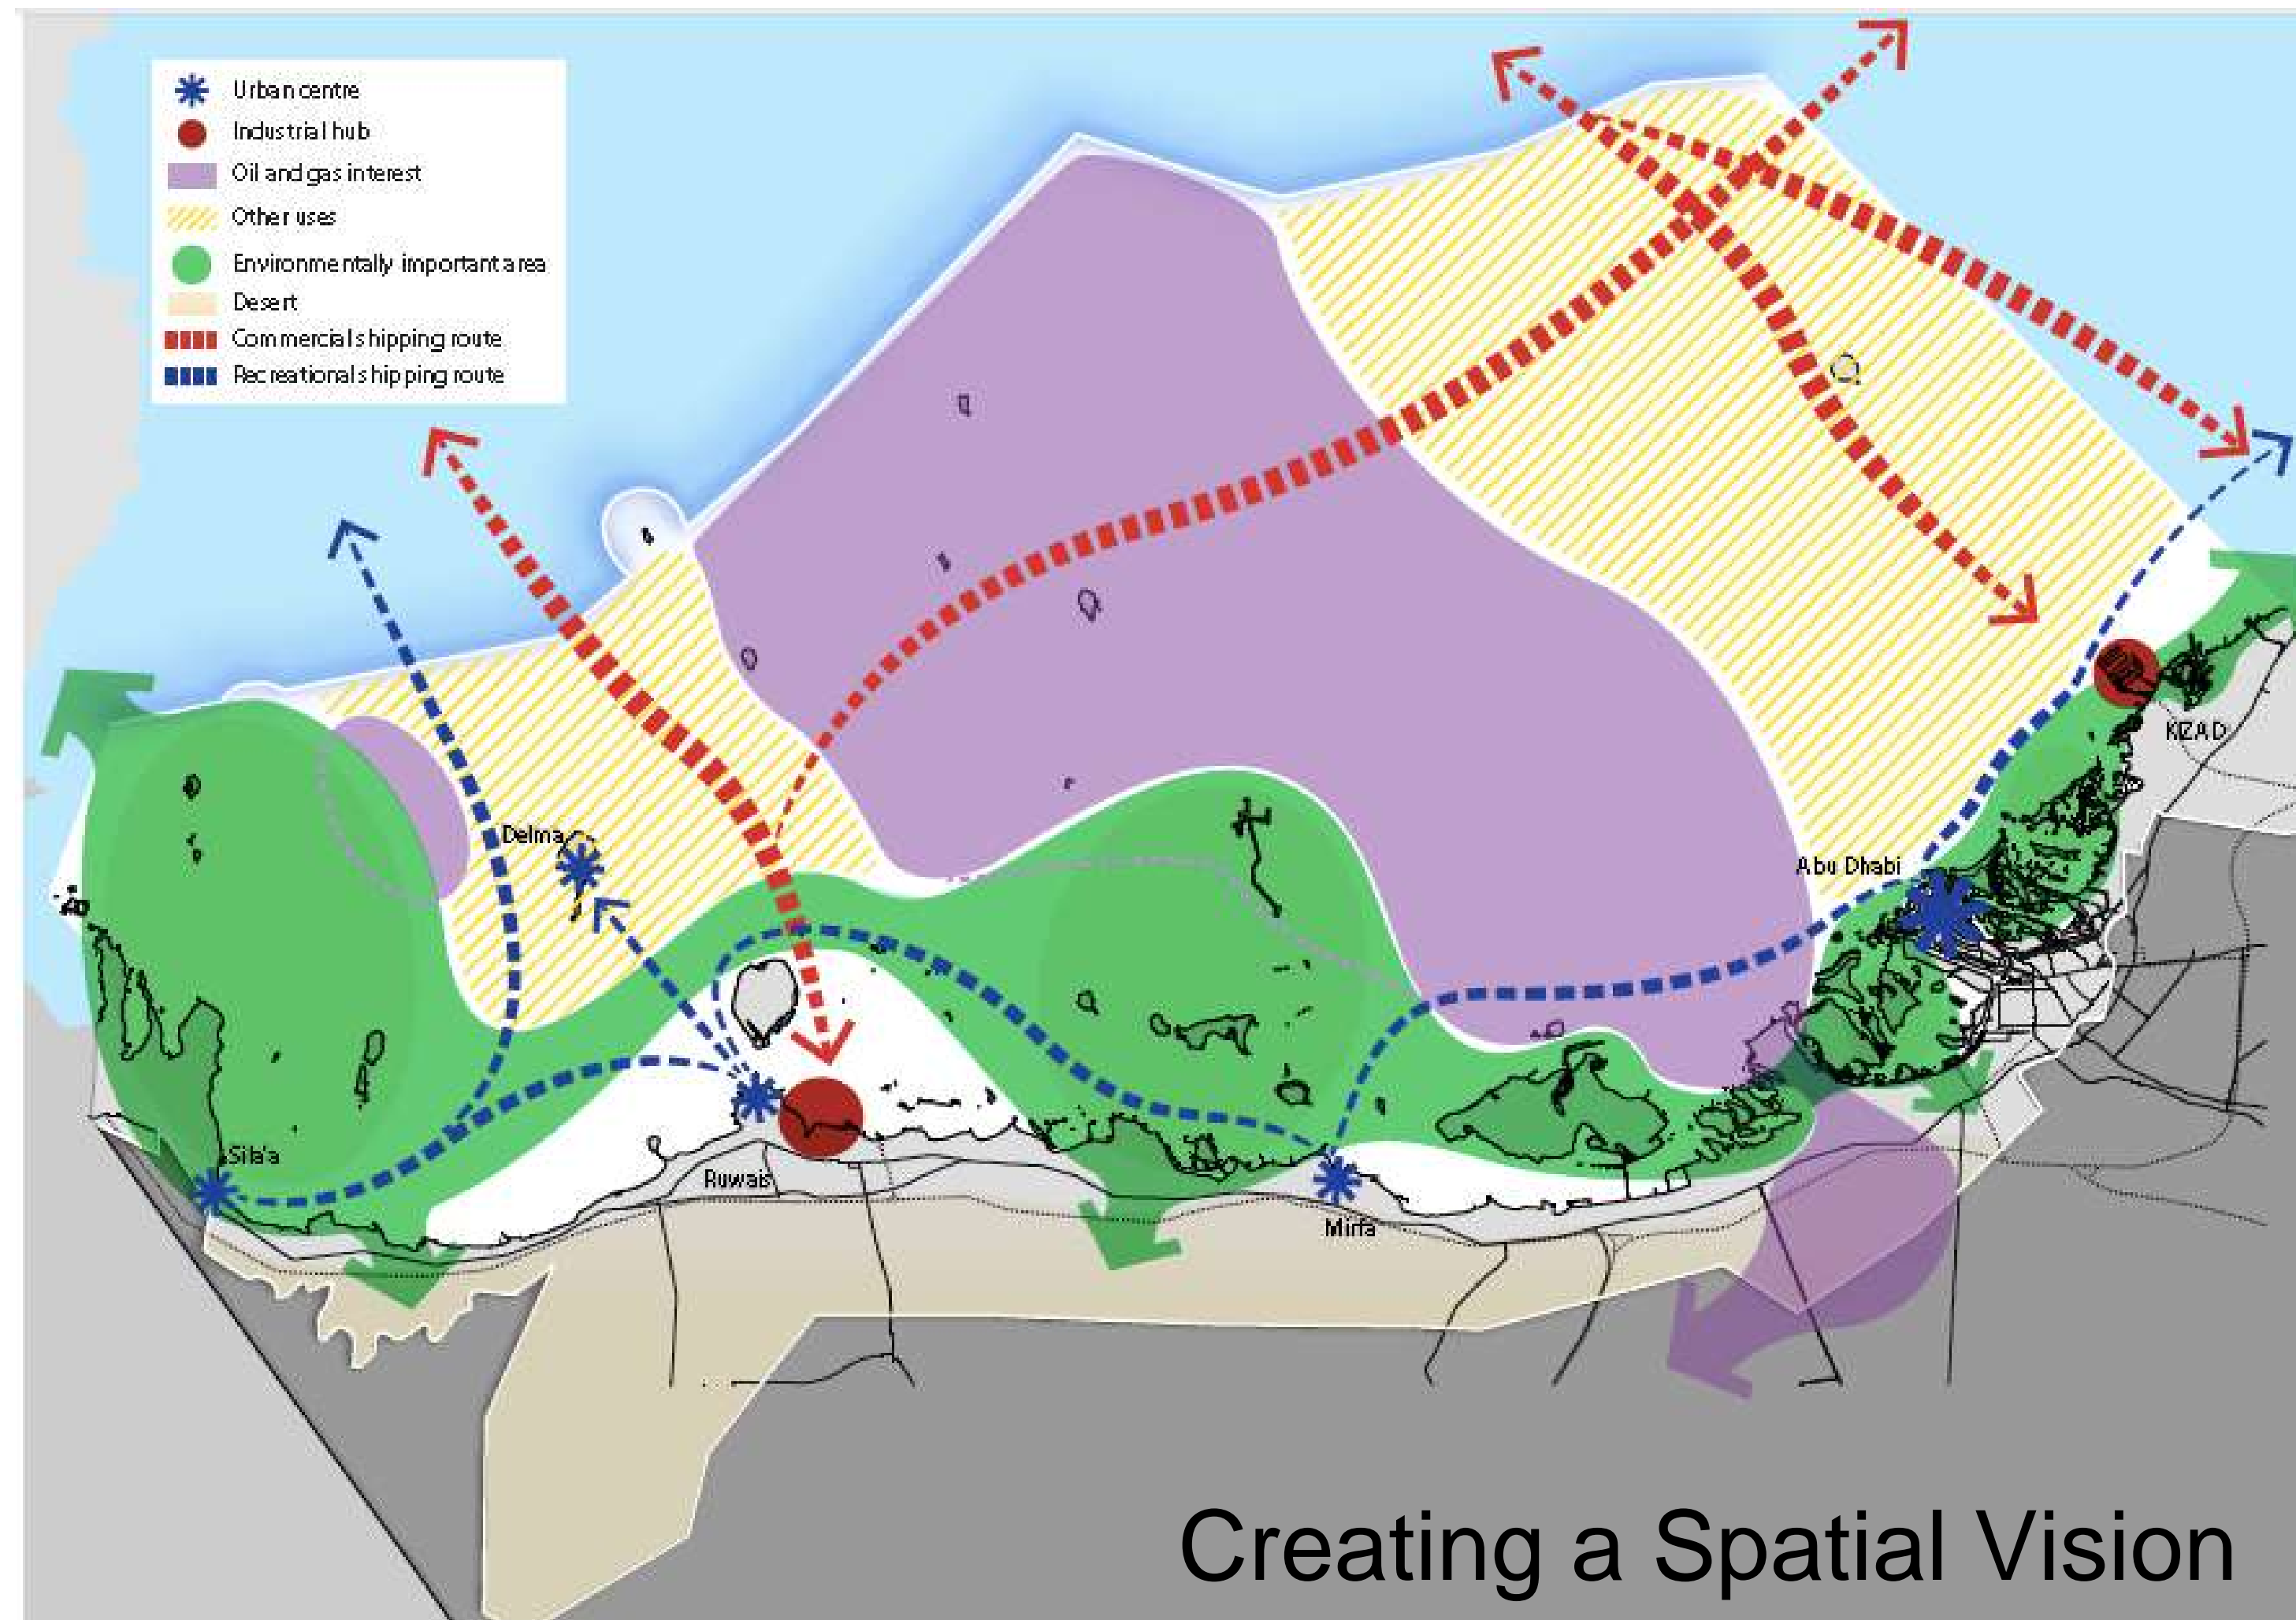 Urban centre
Industrial hub
Oil and gas interest
Other uses
Environmentally important area
Desert
Commercial shipping route
Recreational shipping route
Delma
Abu Dhabi
KIZAD
Sila'a
Ruwais
Mirfa
Creating a Spatial Vision